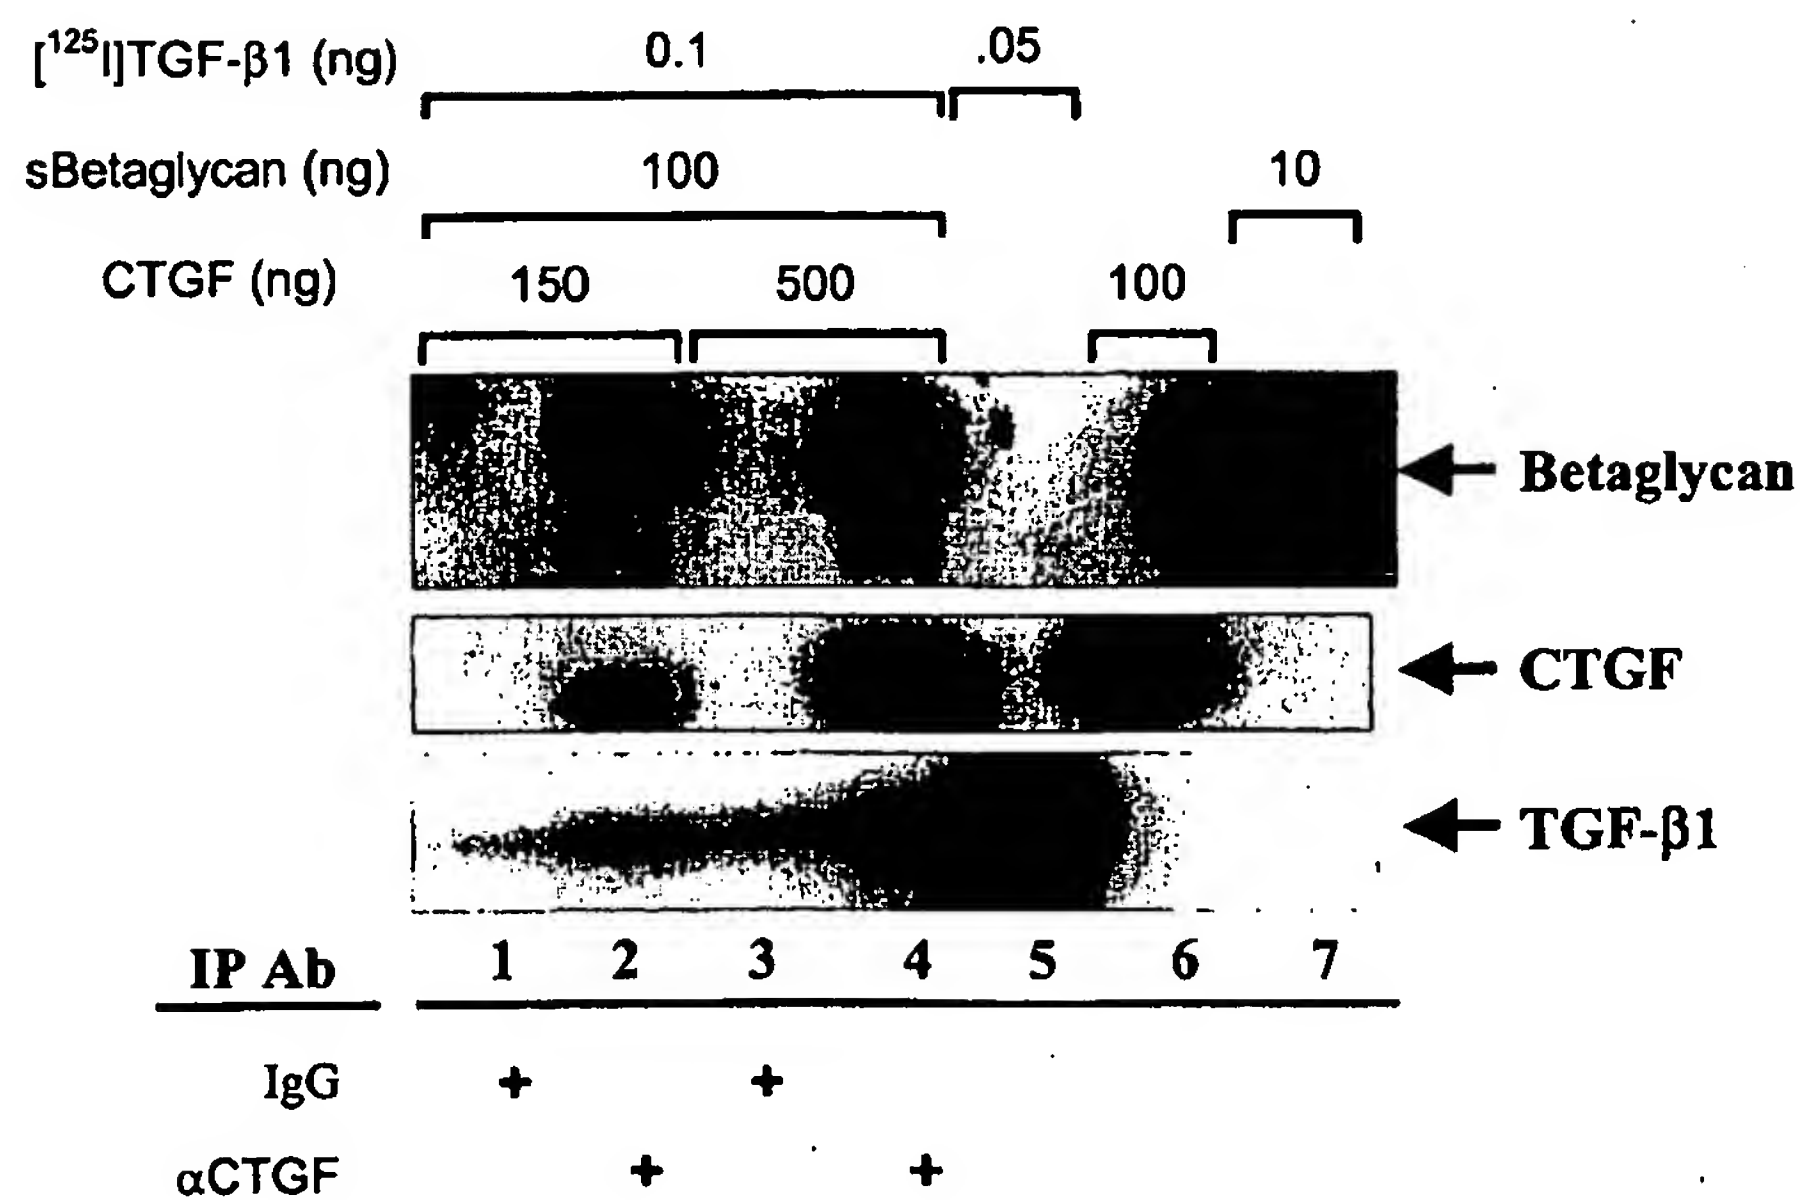 [¹²⁵I]TGF-β1 (ng) 0.1 .05
sBetaglycan (ng) 100 10
CTGF (ng) 150 500 100
Betaglycan
CTGF
TGF-β1
IP Ab 1 2 3 4 5 6 7
IgG + +
αCTGF + +